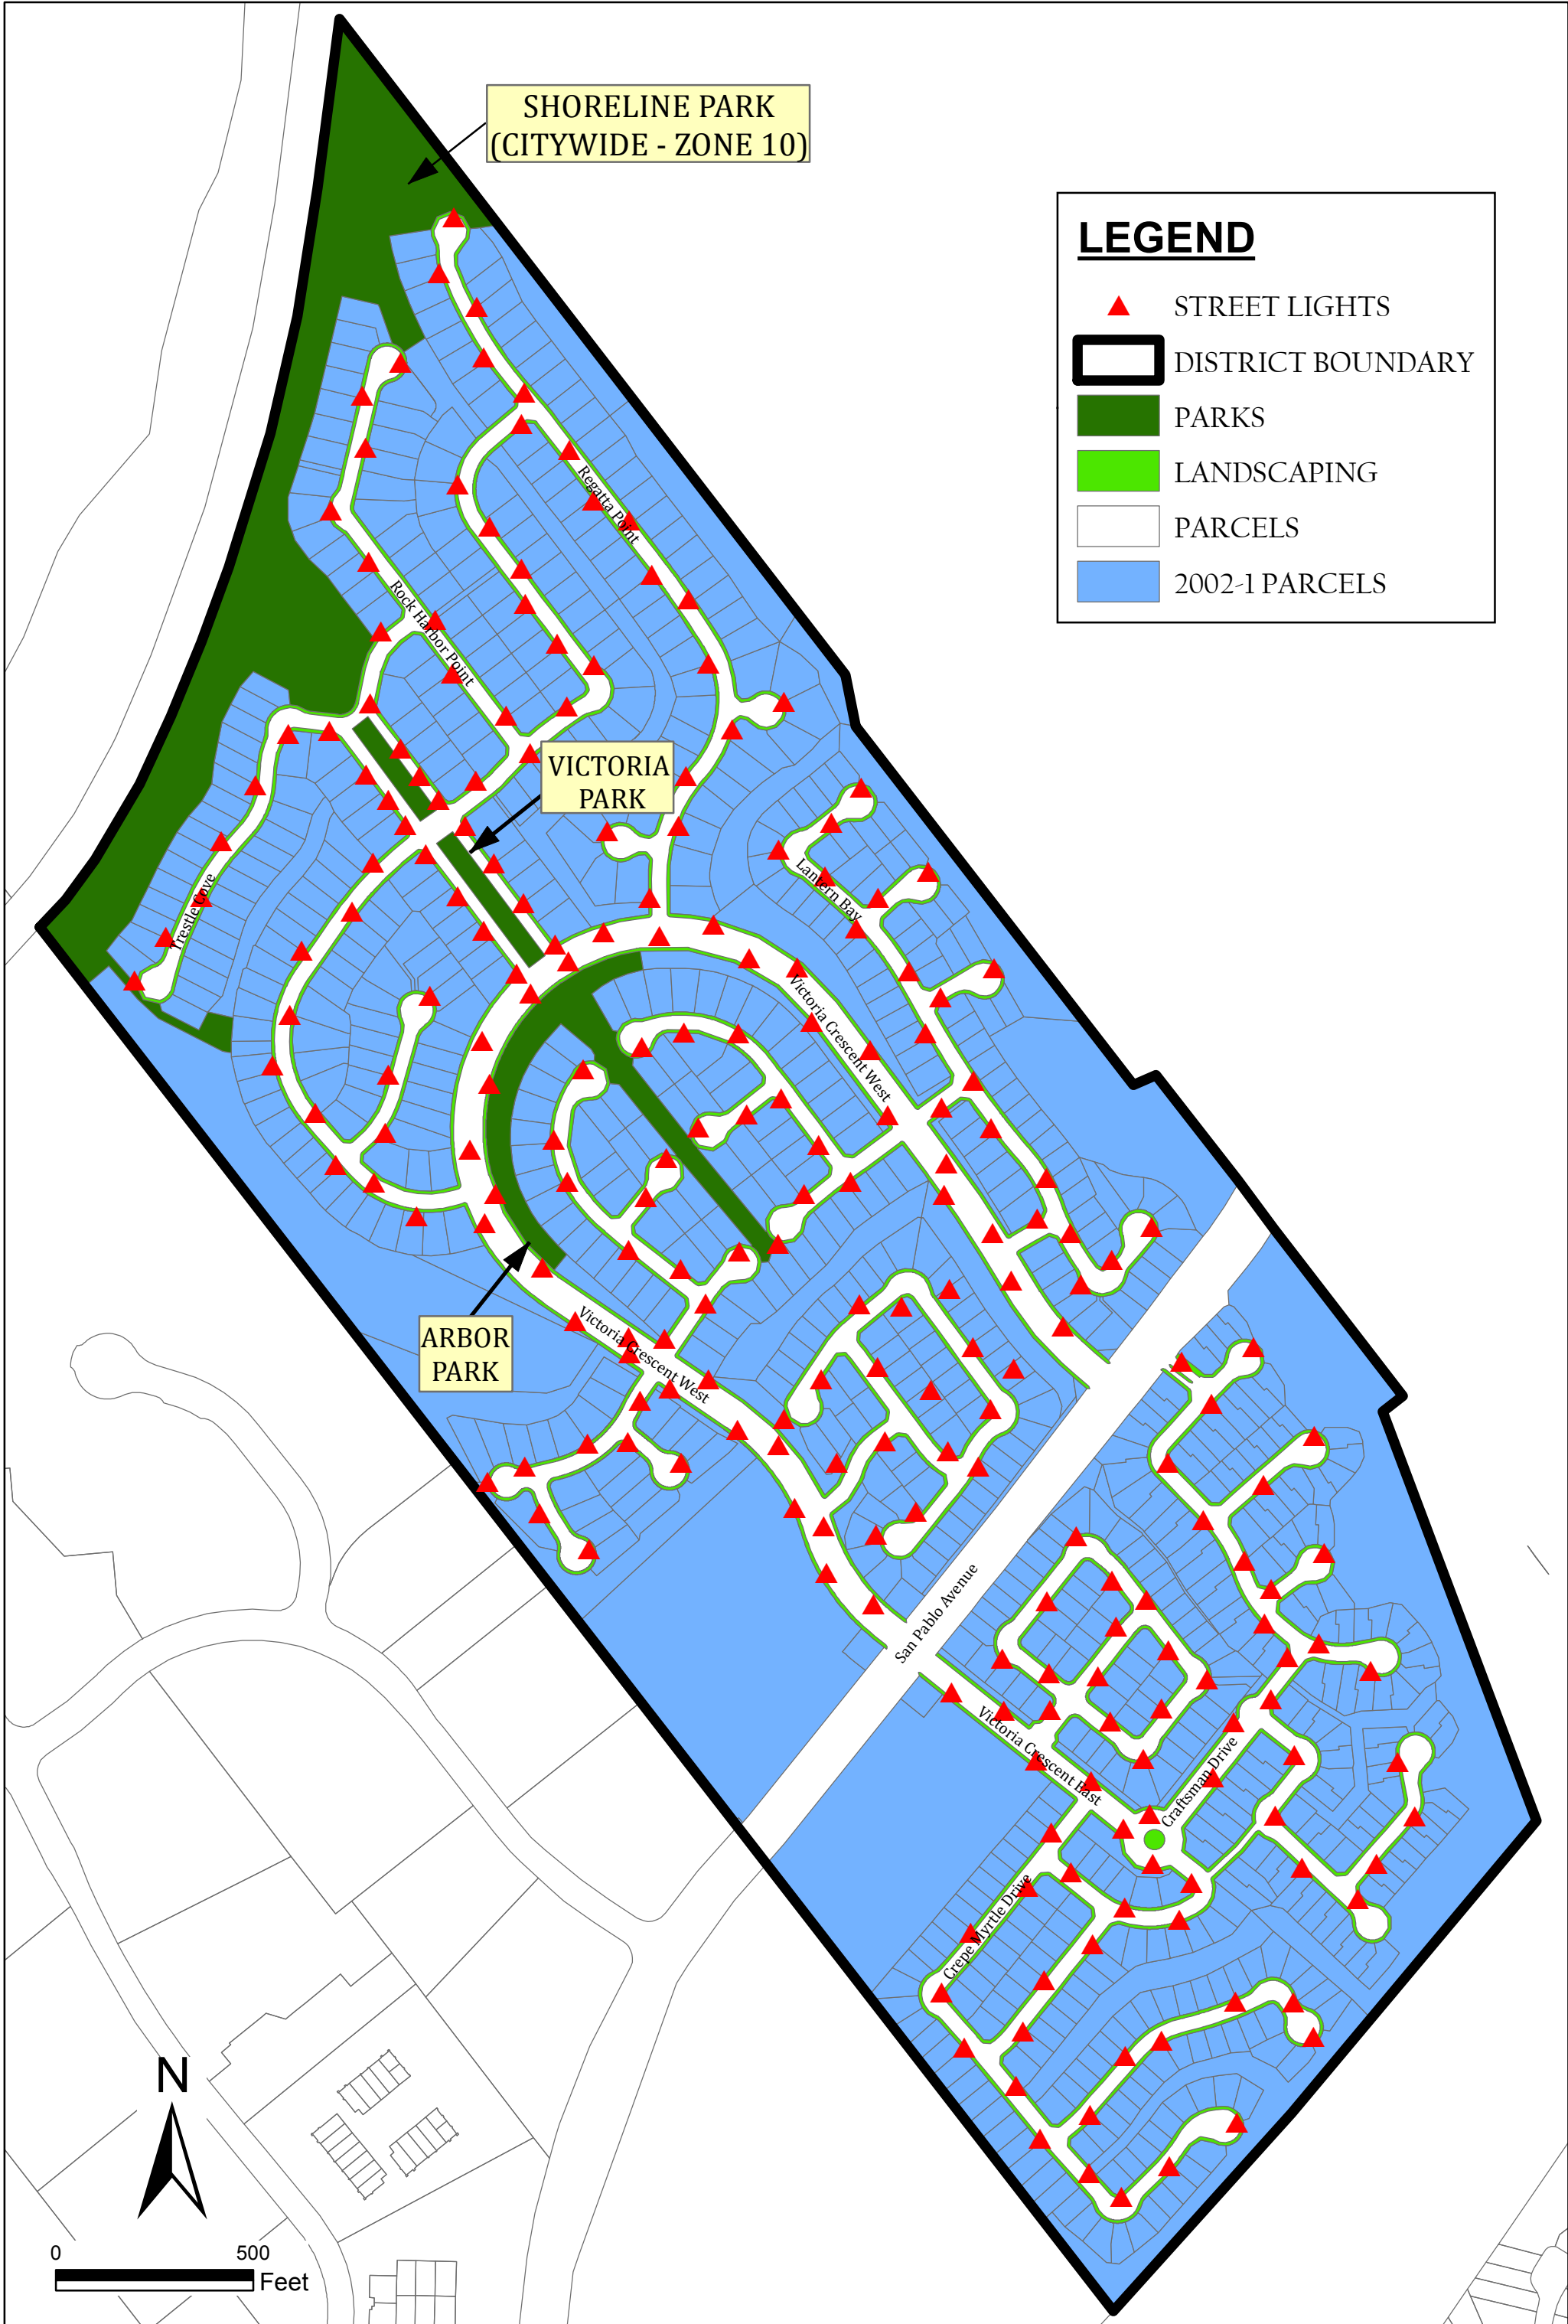 SHORELINE PARK
(CITYWIDE - ZONE 10)
LEGEND
STREET LIGHTS
DISTRICT BOUNDARY
PARKS
LANDSCAPING
PARCELS
2002-1 PARCELS
Regatta Point
Rock Harbor Point
VICTORIA
PARK
Lantern Bay
Trestle Cove
Victoria Crescent West
ARBOR
PARK
Victoria Crescent West
San Pablo Avenue
Victoria Crescent East
Craftsman Drive
Crepe Myrtle Drive
N
0 500
Feet